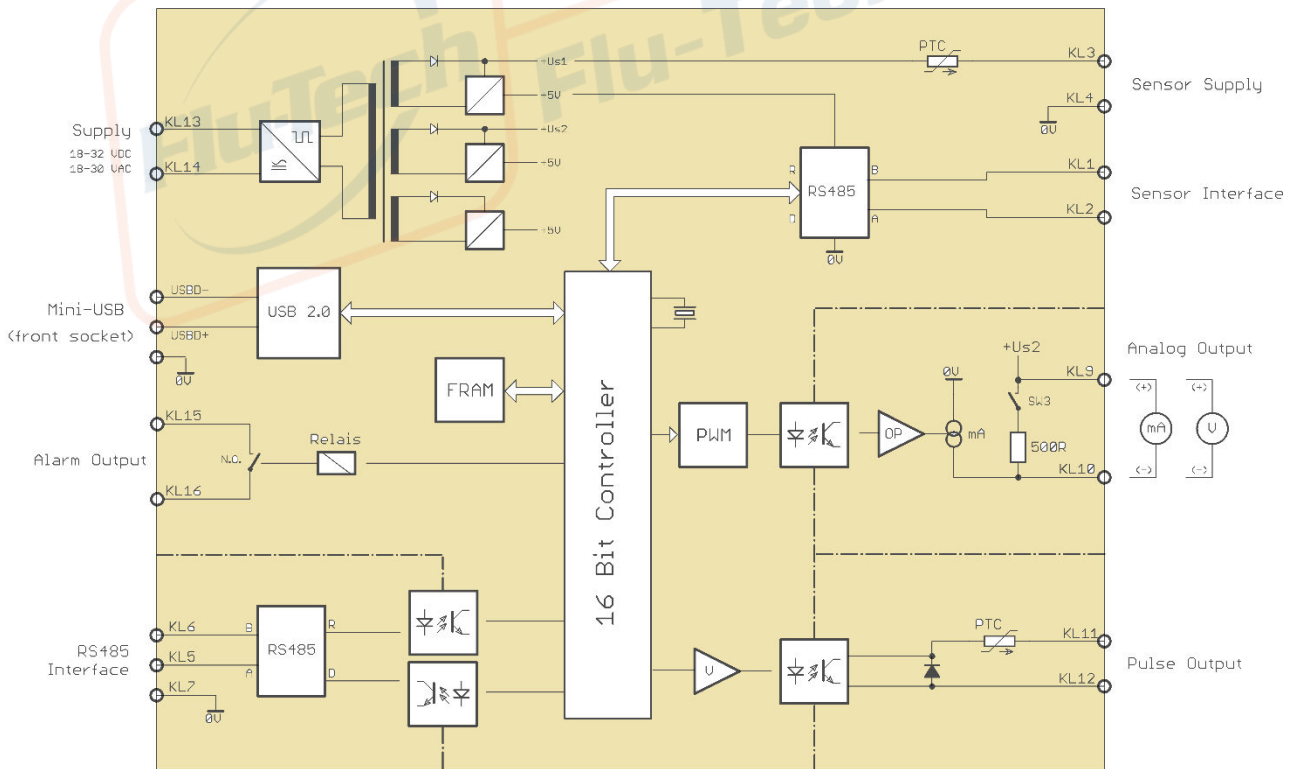 FluTech
Flu-Tec
Supply
18-32 VDC
18-30 VAC
KL13
KL14
+Us1
+5V
+Us2
+5V
+5V
PTC
KL3
KL4
0V
Sensor Supply
R
D
RS485
B
A
0V
KL1
KL2
Sensor Interface
Mini-USB
(front socket)
USBD-
USBD+
0V
USB 2.0
FRAM
16 Bit Controller
KL15
KL16
Alarm Output
N.O.
Relais
PWM
OP
0V
mA
+Us2
SW3
500R
KL9
KL10
Analog Output
(+)
mA
(-)
(+)
V
(-)
RS485
Interface
KL6
KL5
KL7
0V
B
A
RS485
R
D
V
PTC
KL11
KL12
Pulse Output